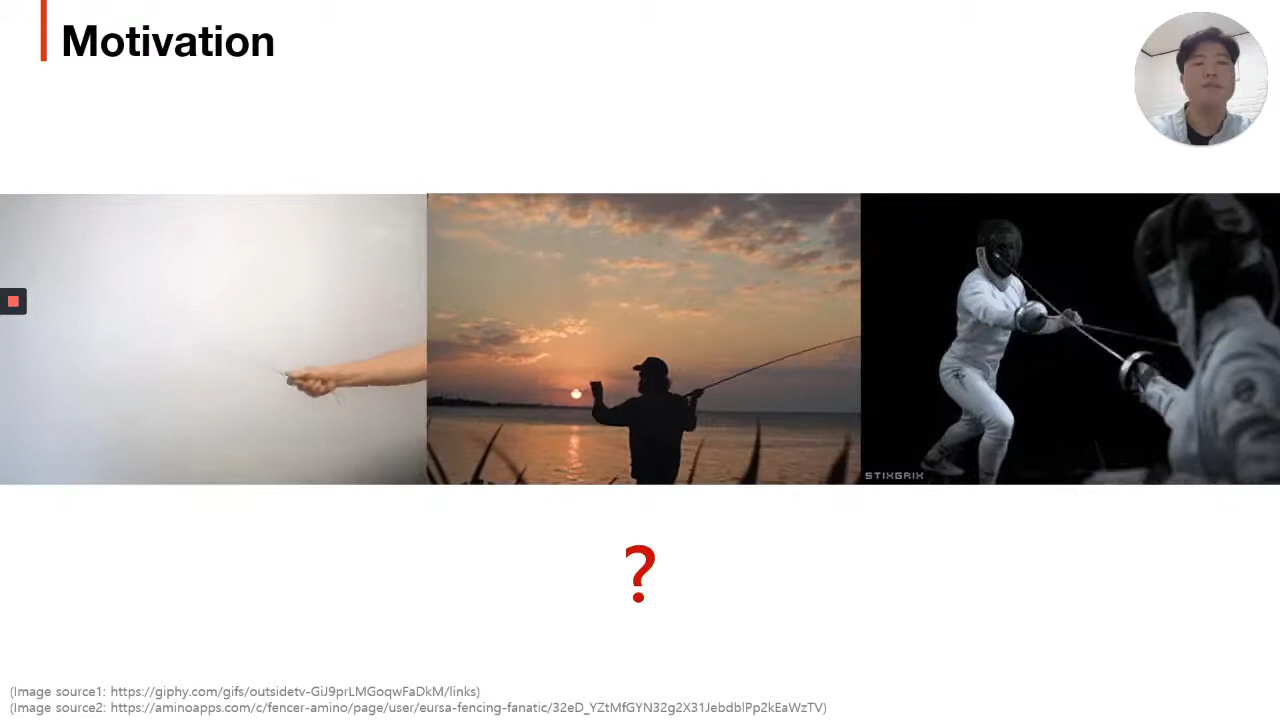 Motivation
STIXGRIX
?
(Image source1: https://giphy.com/gifs/outsidetv-GiJ9prLMGoqwFaDkM/links)
(Image source2: https://aminoapps.com/c/fencer-amino/page/user/eursa-fencing-fanatic/32eD_YZtMfGYN32g2X31JebdblPp2kEaWzTV)